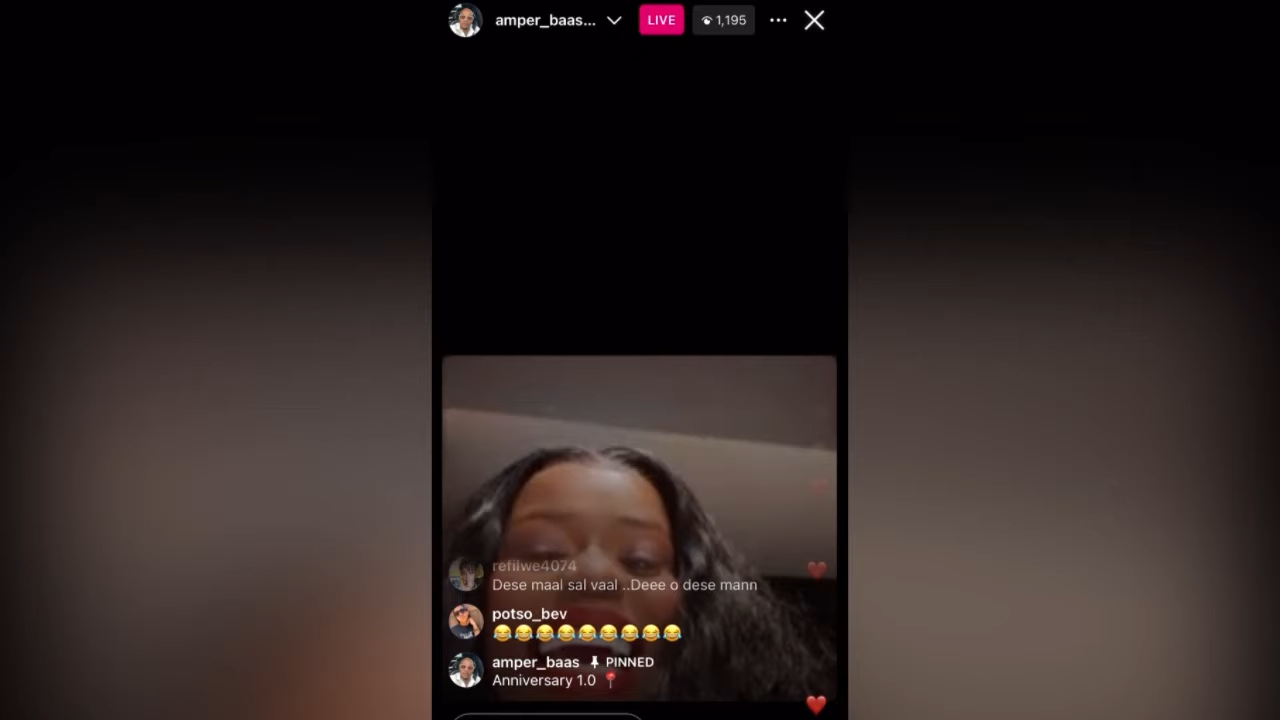 amper_baas...
LIVE
1,195
refilwe4074
Dese maal sal vaal ..Deee o dese mann
potso_bev
😂😂😂😂😂😂😂😂😂
amper_baas PINNED
Anniversary 1.0 📍